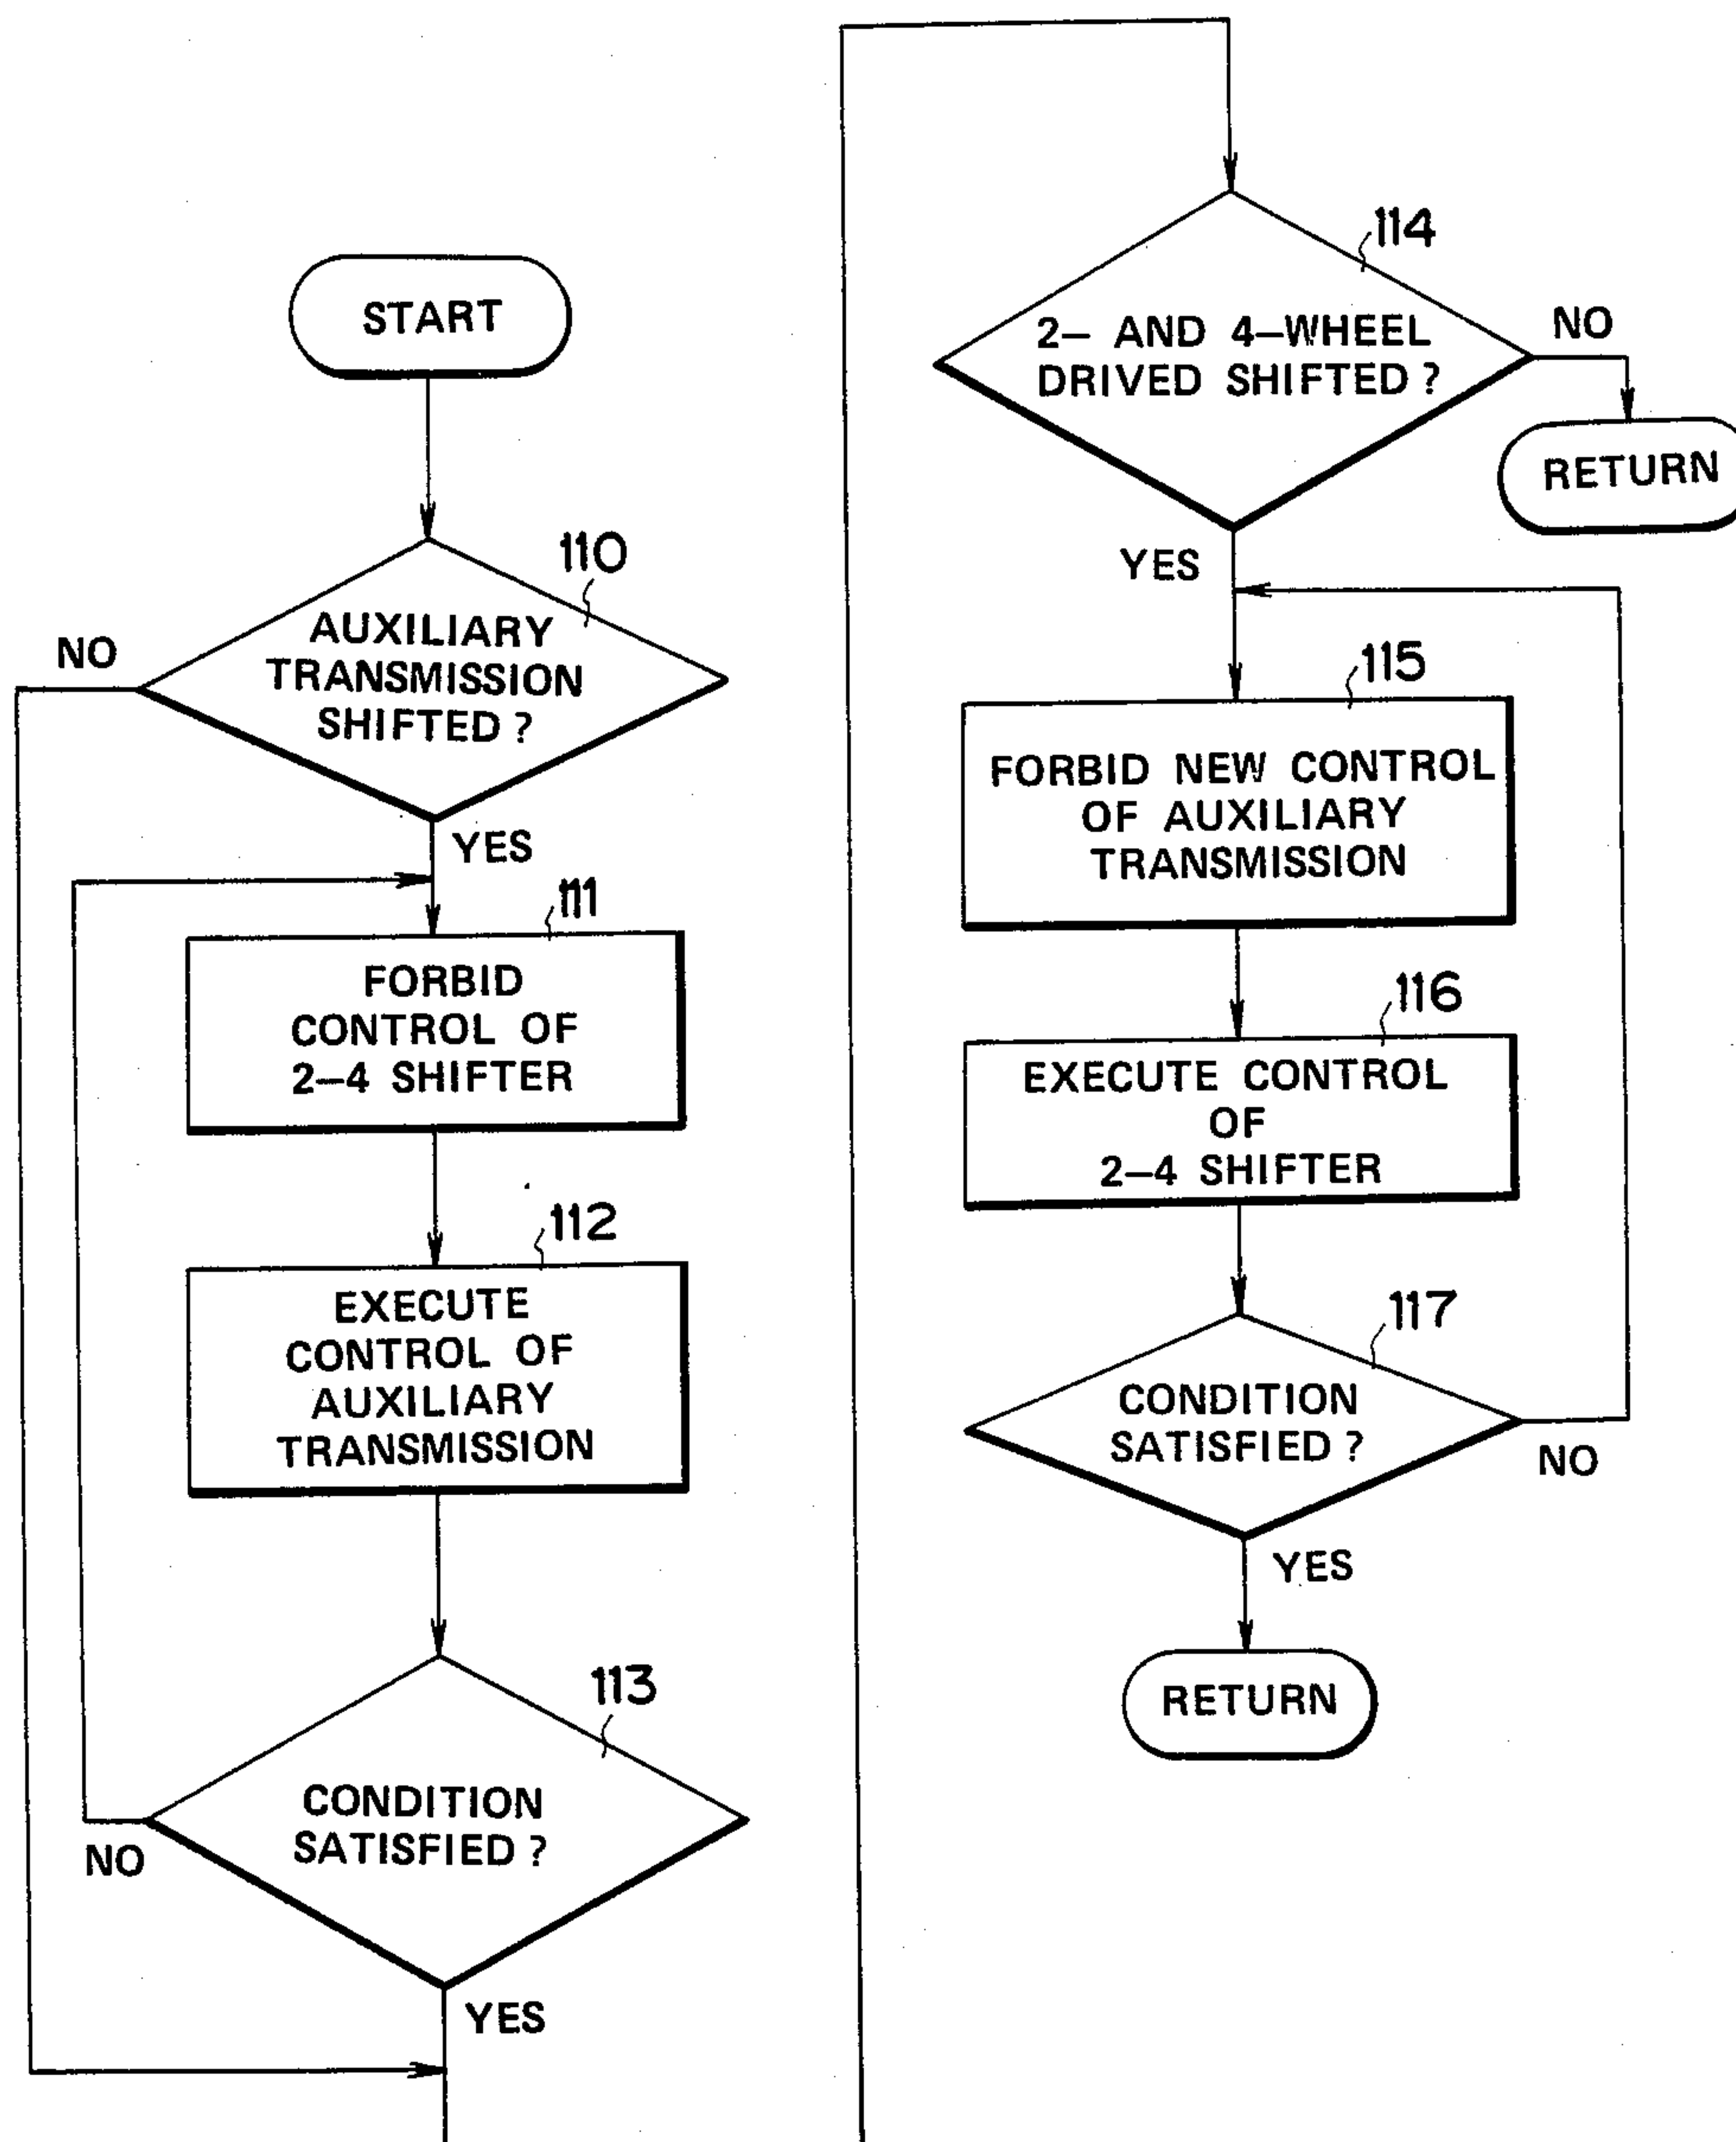 START
110
AUXILIARY
TRANSMISSION
SHIFTED ?
NO
YES
111
FORBID
CONTROL OF
2–4 SHIFTER
112
EXECUTE
CONTROL OF
AUXILIARY
TRANSMISSION
113
CONDITION
SATISFIED ?
NO
YES
114
2– AND 4–WHEEL
DRIVED SHIFTED ?
NO
RETURN
YES
115
FORBID NEW CONTROL
OF AUXILIARY
TRANSMISSION
116
EXECUTE CONTROL
OF
2–4 SHIFTER
117
CONDITION
SATISFIED ?
NO
YES
RETURN